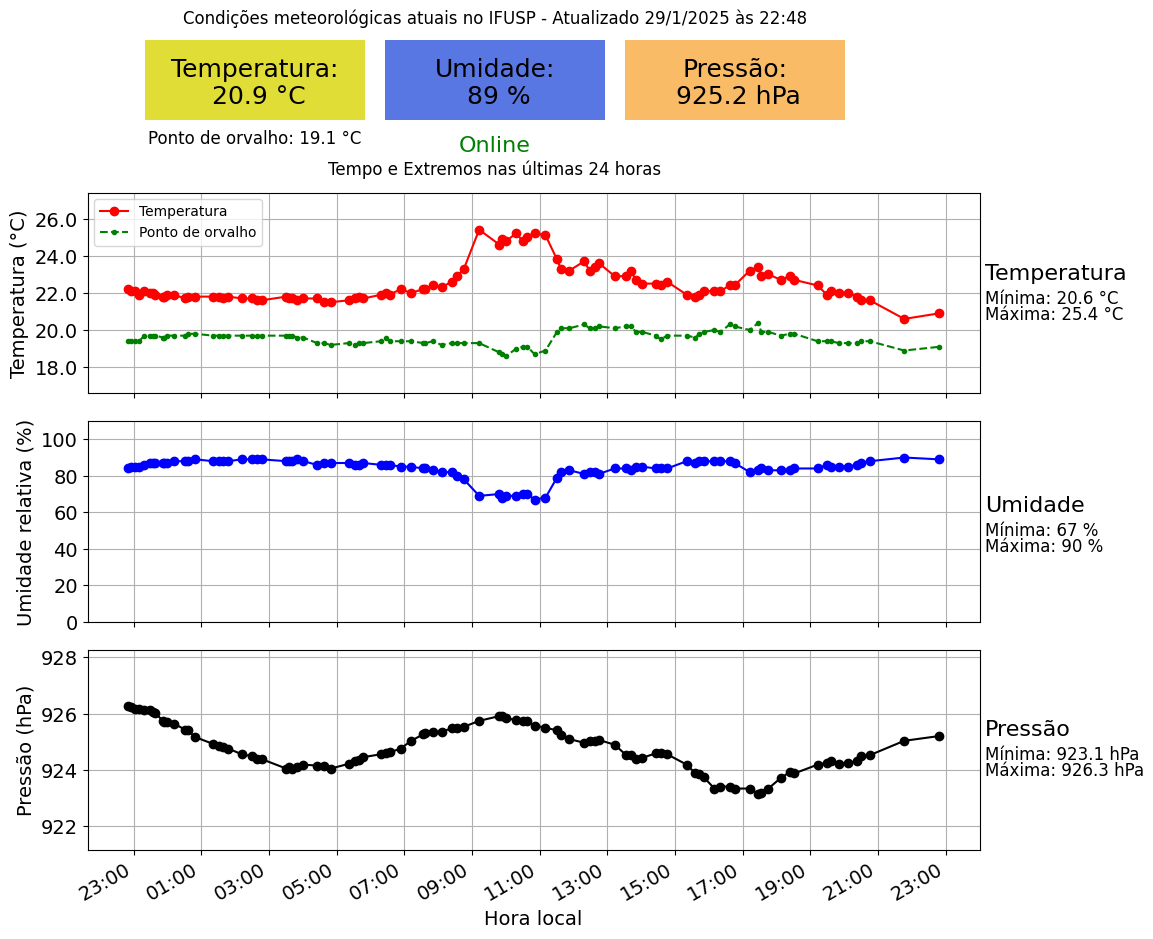 Condições meteorológicas atuais no IFUSP - Atualizado 29/1/2025 às 22:48
Temperatura:
20.9 °C
Umidade:
89 %
Pressão:
925.2 hPa
Ponto de orvalho: 19.1 °C
Online
Tempo e Extremos nas últimas 24 horas
Temperatura (°C)
26.0
24.0
22.0
20.0
18.0
Temperatura
Ponto de orvalho
Temperatura
Mínima: 20.6 °C
Máxima: 25.4 °C
Umidade relativa (%)
100
80
60
40
20
0
Umidade
Mínima: 67 %
Máxima: 90 %
Pressão (hPa)
928
926
924
922
Pressão
Mínima: 923.1 hPa
Máxima: 926.3 hPa
23:00 01:00 03:00 05:00 07:00 09:00 11:00 13:00 15:00 17:00 19:00 21:00 23:00
Hora local